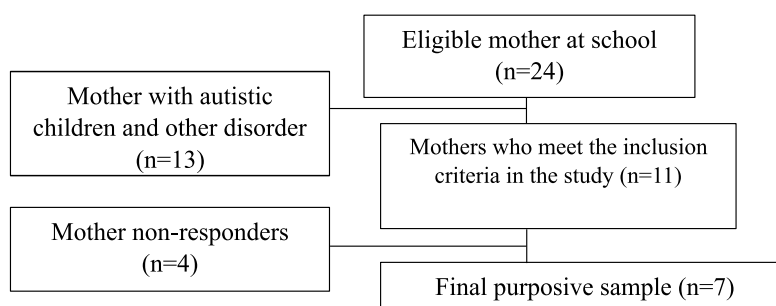 Eligible mother at school
(n=24)
Mother with autistic
children and other disorder
(n=13)
Mothers who meet the inclusion
criteria in the study (n=11)
Mother non-responders
(n=4)
Final purposive sample (n=7)